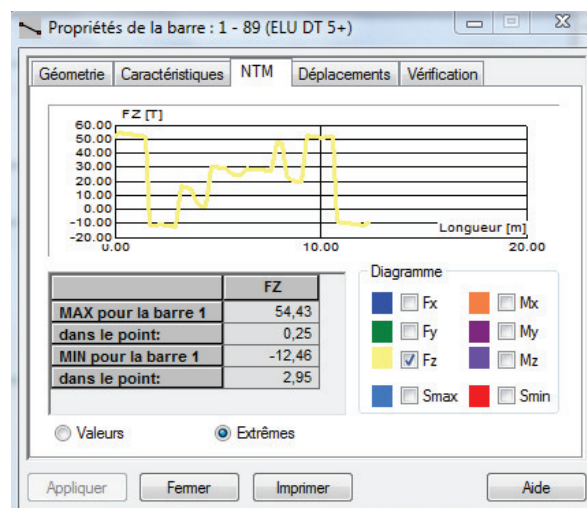 Propriétés de la barre : 1 - 89 (ELU DT 5+)
Géometrie Caractéristiques NTM Déplacements Vérification
FZ [T]
60.00
50.00
40.00
30.00
20.00
10.00
0.00
-10.00
-20.00
Longueur [m]
0.00 10.00 20.00
FZ
MAX pour la barre 1 54,43
dans le point: 0,25
MIN pour la barre 1 -12,46
dans le point: 2,95
Diagramme
Fx Mx
Fy My
Fz Mz
Smax Smin
Valeurs Extrêmes
Appliquer Fermer Imprimer Aide